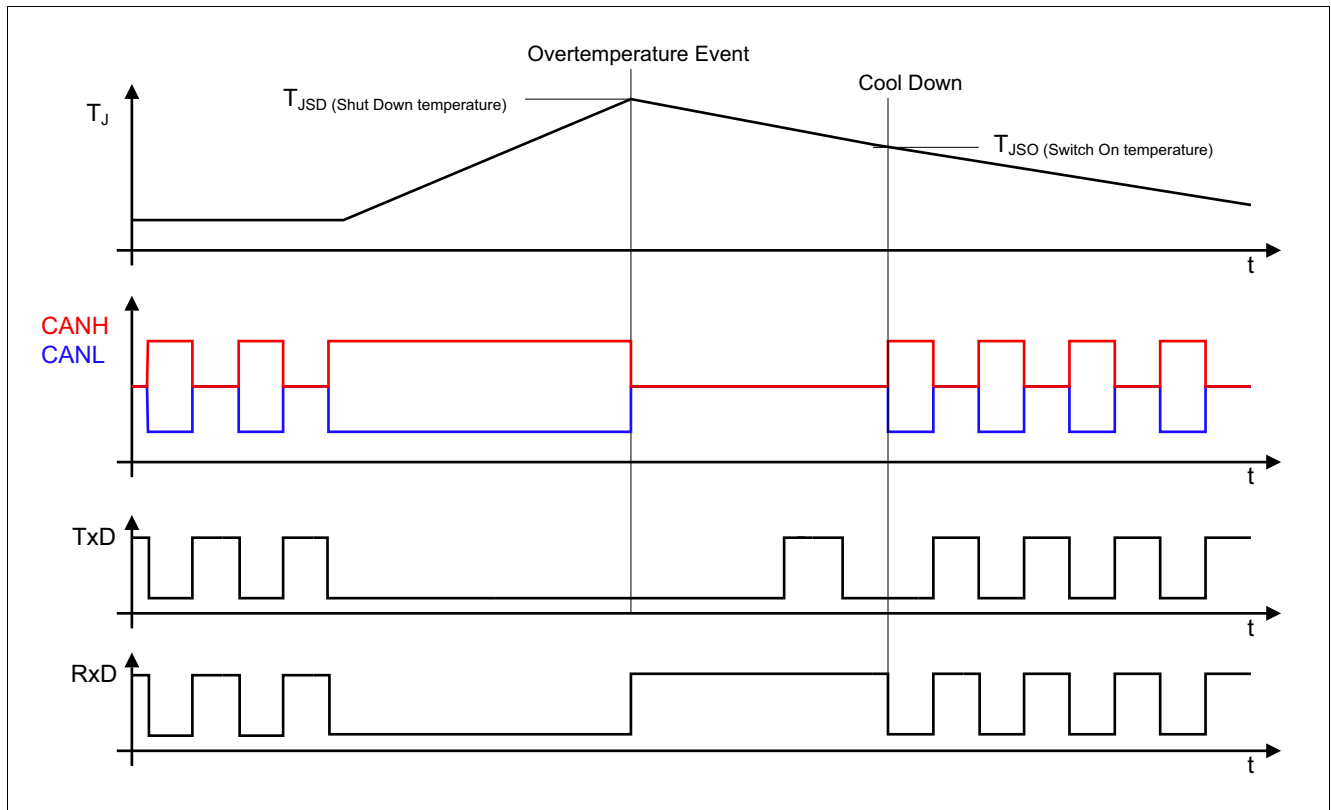 Overtemperature Event
Cool Down
TJSD (Shut Down temperature)
TJ
TJSO (Switch On temperature)
t
CANH
CANL
t
TxD
t
RxD
t